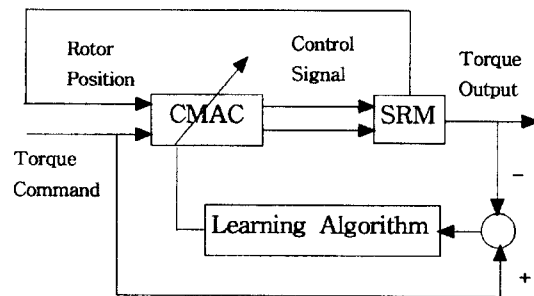 Rotor
Position
Control
Signal
Torque
Output
CMAC
SRM
Torque
Command
−
Learning Algorithm
+